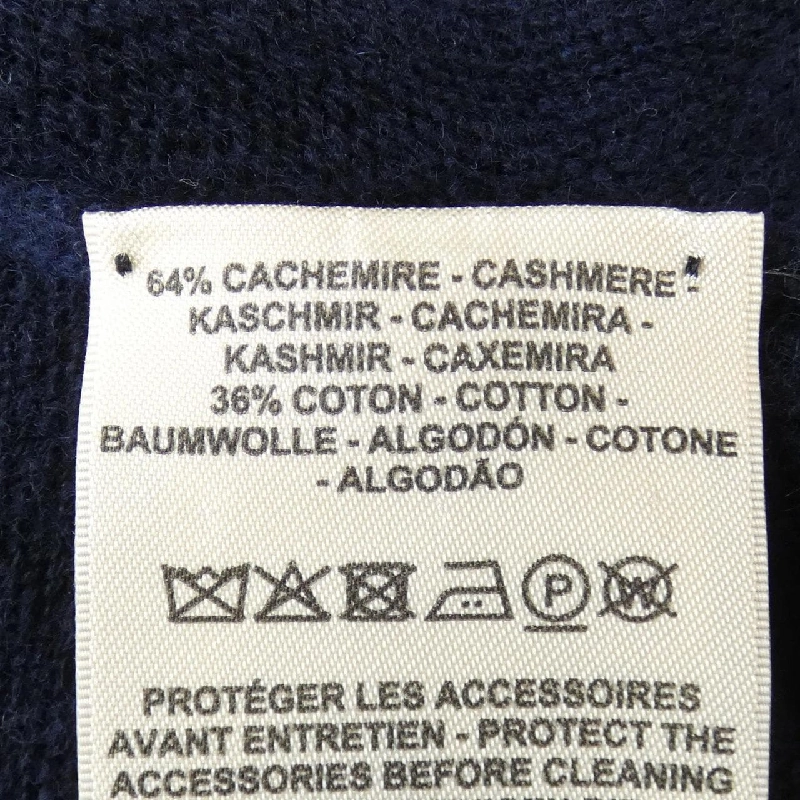 64% CACHEMIRE - CASHMERE -
KASCHMIR - CACHEMIRA -
KASHMIR - CAXEMIRA
36% COTON - COTTON -
BAUMWOLLE - ALGODÓN - COTONE
- ALGODÃO
P W
PROTÉGER LES ACCESSOIRES
AVANT ENTRETIEN - PROTECT THE
ACCESSORIES BEFORE CLEANING